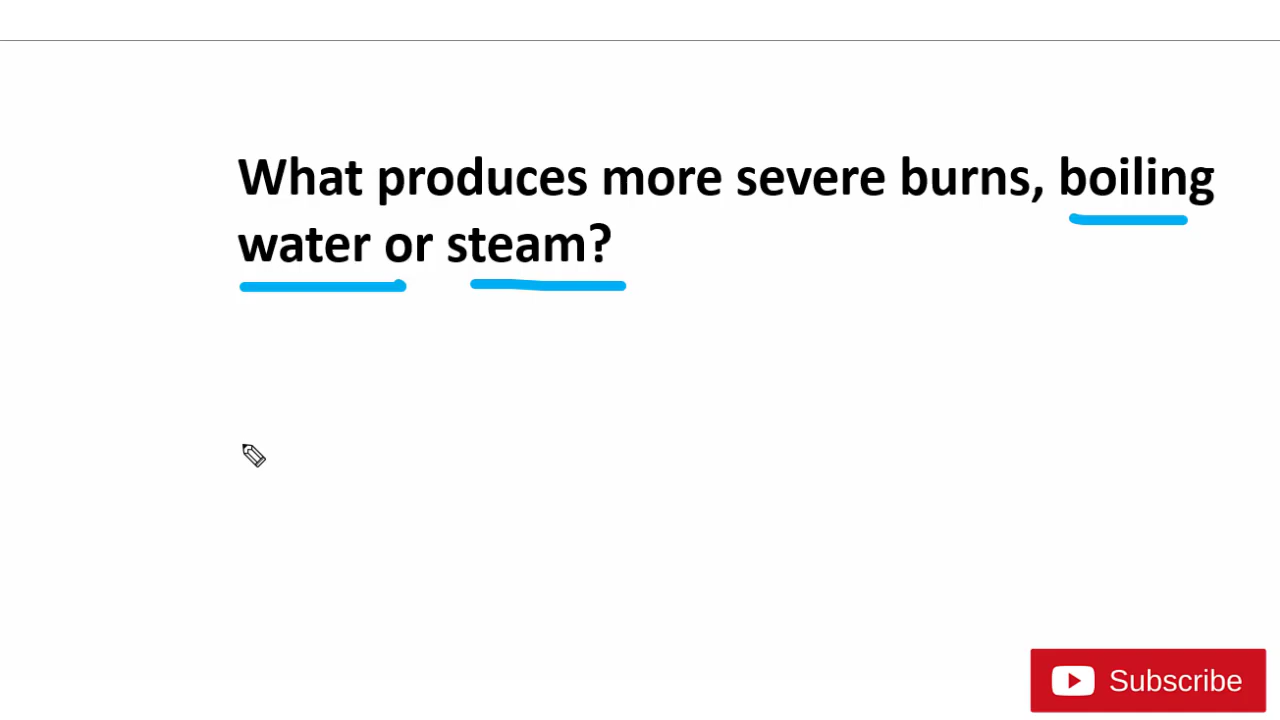 What produces more severe burns, boiling
water or steam?
Subscribe